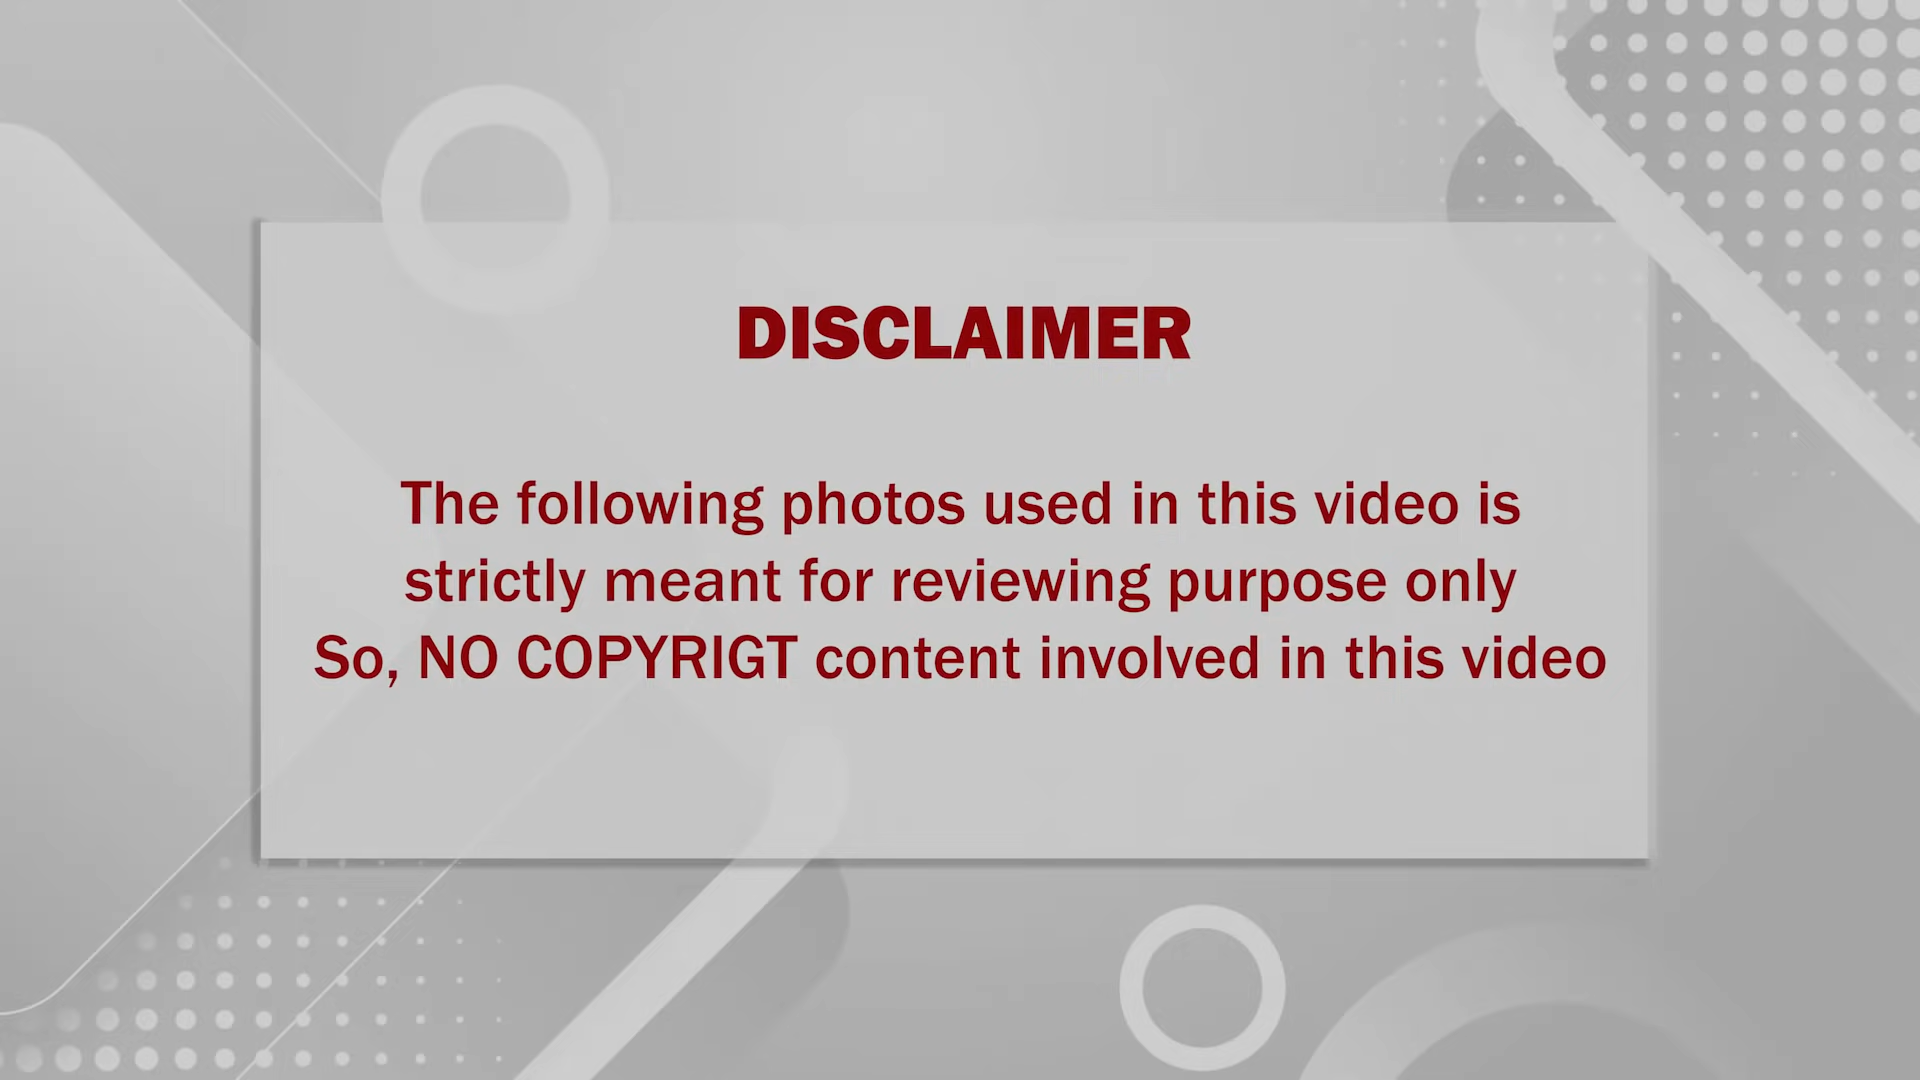 DISCLAIMER
The following photos used in this video is
strictly meant for reviewing purpose only
So, NO COPYRIGT content involved in this video